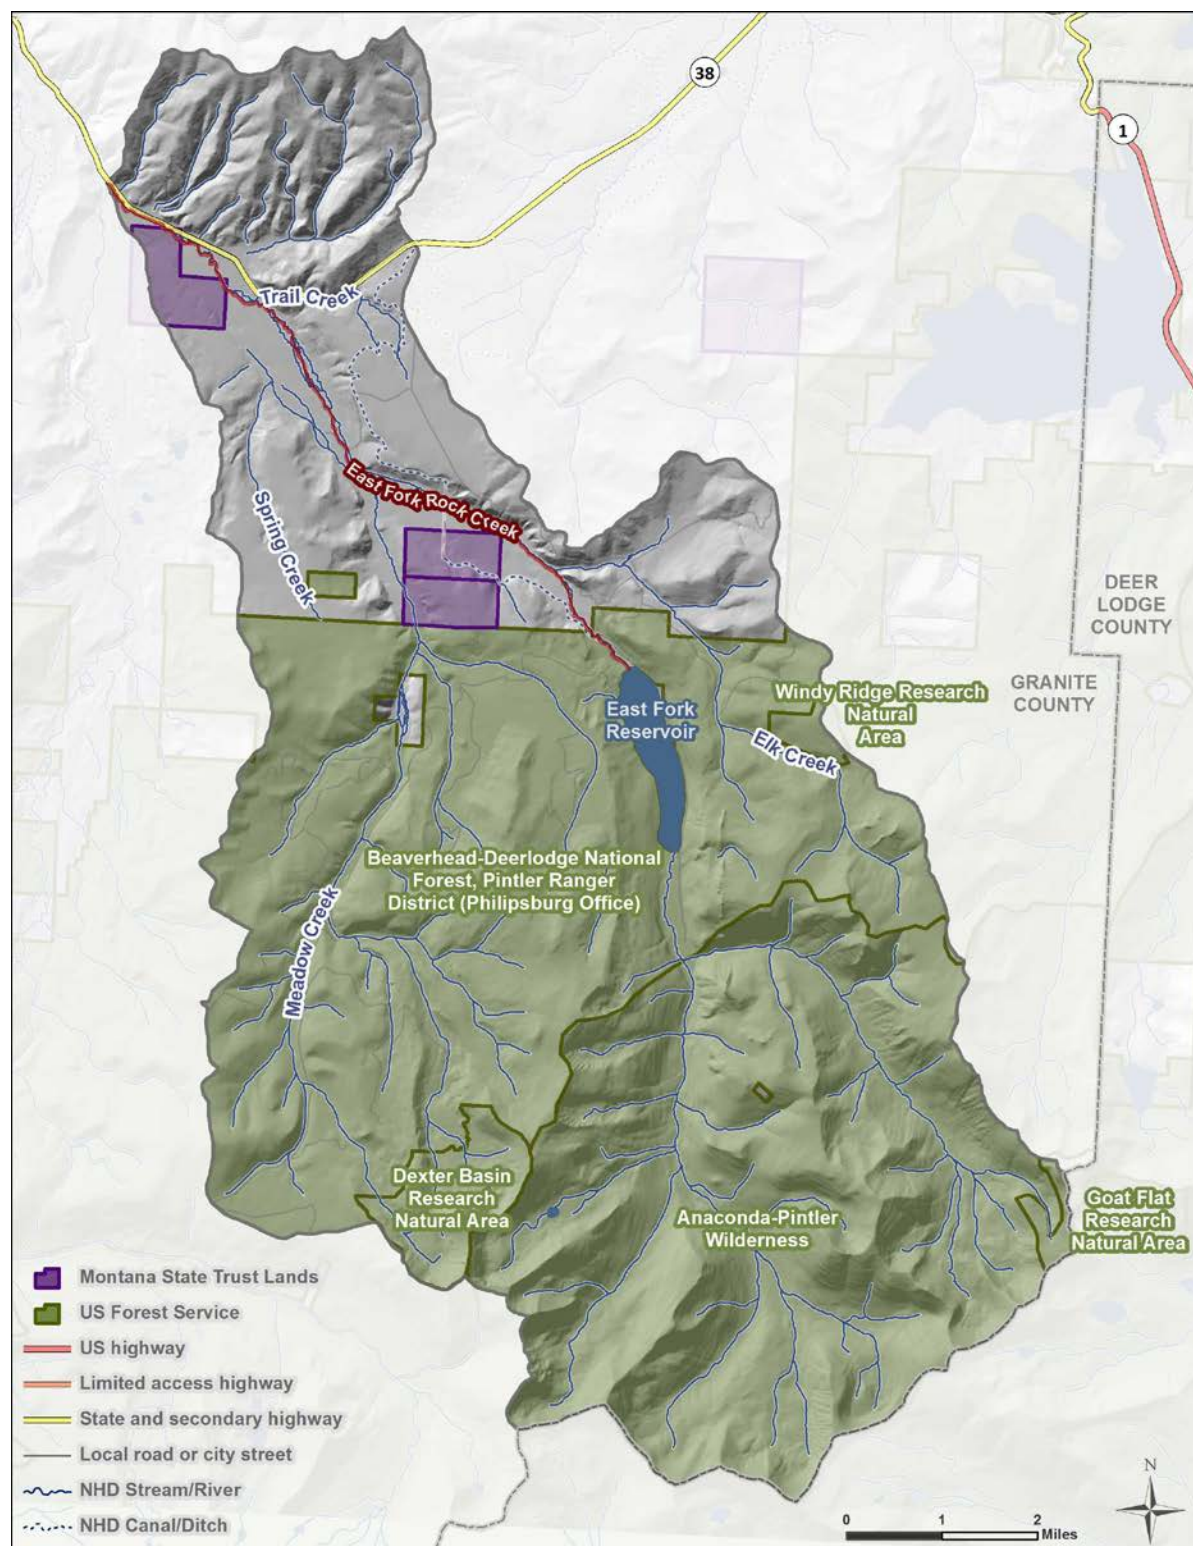 38
1
Trail Creek
East Fork Rock Creek
Spring Creek
DEER
LODGE
COUNTY
GRANITE
COUNTY
East Fork
Reservoir
Windy Ridge Research
Natural
Area
Elk Creek
Beaverhead-Deerlodge National
Forest, Pintler Ranger
District (Philipsburg Office)
Meadow Creek
Dexter Basin
Research
Natural Area
Anaconda-Pintler
Wilderness
Goat Flat
Research
Natural Area
Montana State Trust Lands
US Forest Service
US highway
Limited access highway
State and secondary highway
Local road or city street
NHD Stream/River
NHD Canal/Ditch
N
0 1 2
Miles